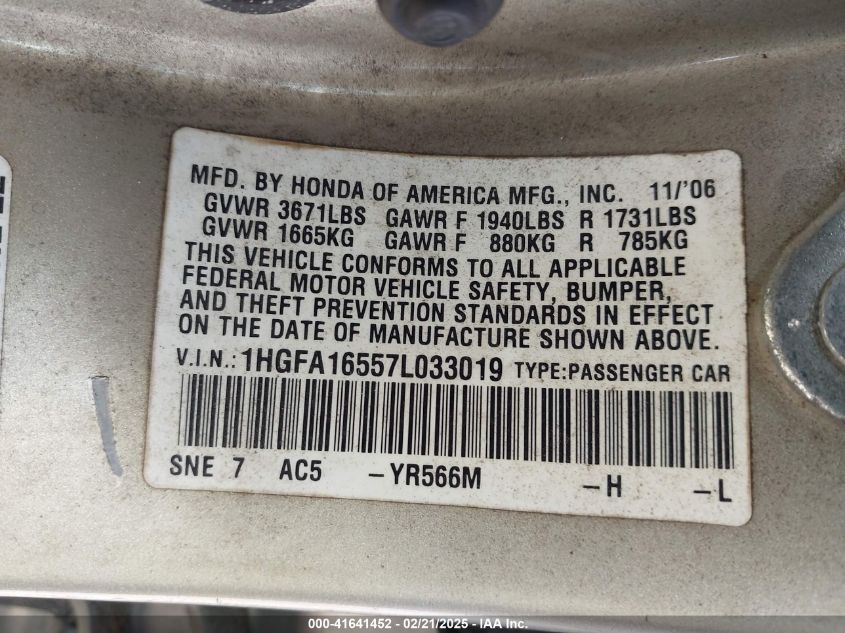 MFD. BY HONDA OF AMERICA MFG., INC. 11/'06
GVWR 3671LBS GAWR F 1940LBS R 1731LBS
GVWR 1665KG GAWR F 880KG R 785KG
THIS VEHICLE CONFORMS TO ALL APPLICABLE
FEDERAL MOTOR VEHICLE SAFETY, BUMPER,
AND THEFT PREVENTION STANDARDS IN EFFECT
ON THE DATE OF MANUFACTURE SHOWN ABOVE.
V.I.N.: 1HGFA16557L033019 TYPE:PASSENGER CAR
SNE 7 AC5 -YR566M -H -L
000-41641452 - 02/21/2025 - IAA Inc.